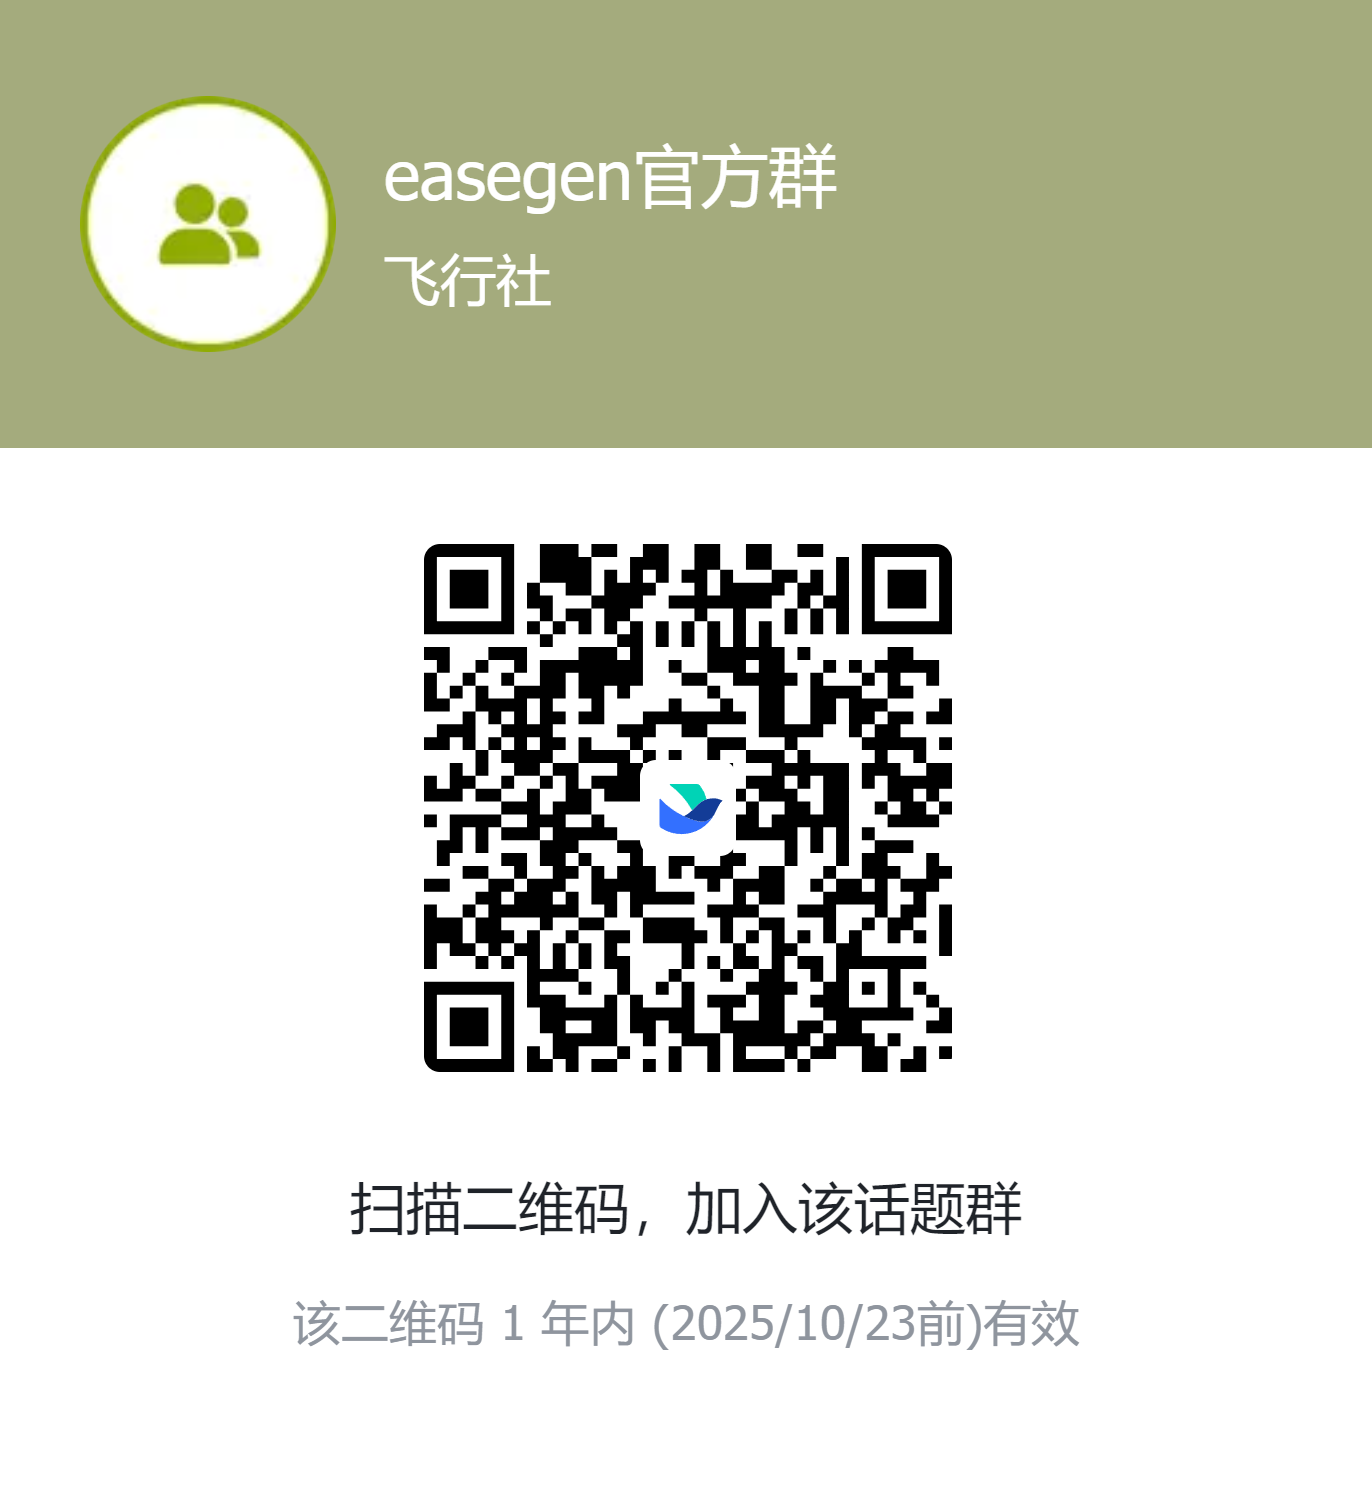 easegen官方群
飞行社
扫描二维码，加入该话题群
该二维码 1 年内 (2025/10/23前)有效